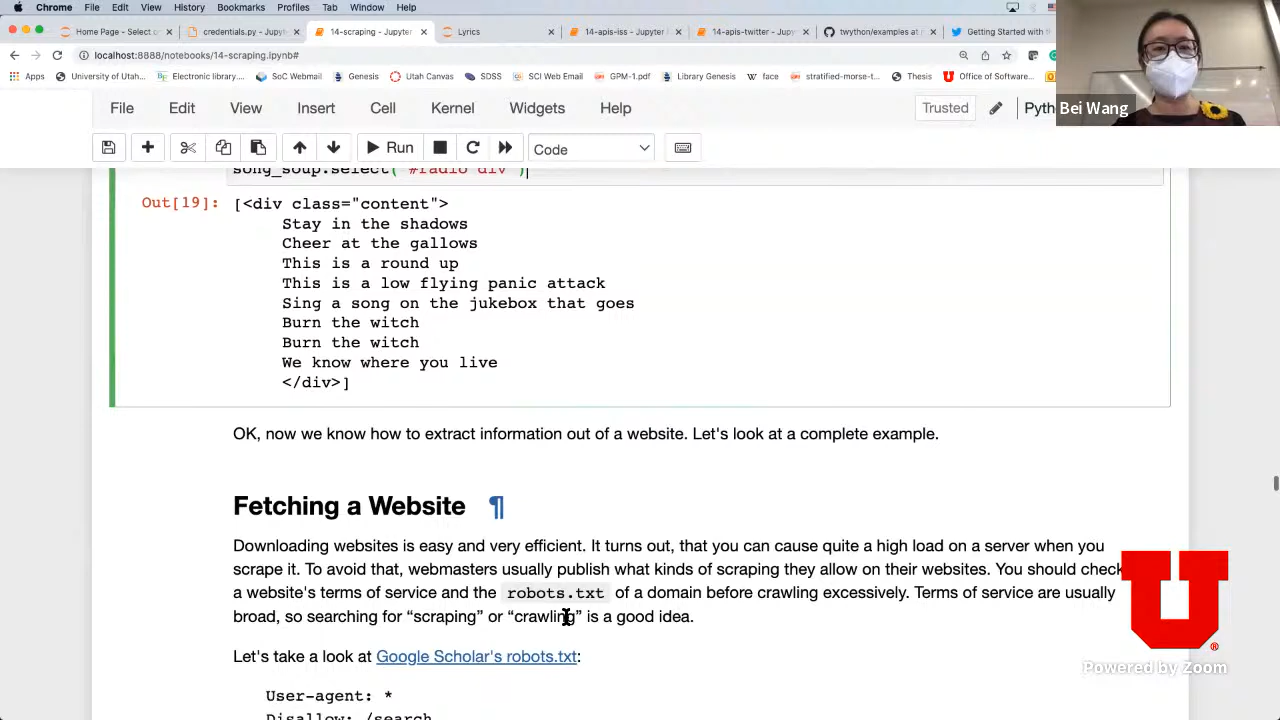 Chrome File Edit View History Bookmarks Profiles Tab Window Help
Home Page - Select or credentials.py - Jupyter 14-scraping - Jupyter Lyrics 14-apis-iss - Jupyter 14-apis-twitter - Jupyter twython/examples at Getting Started with
localhost:8888/notebooks/14-scraping.ipynb#
Apps University of Utah... Electronic library... SoC Webmail Genesis Utah Canvas SDSS SCI Web Email GPM-1.pdf Library Genesis face stratified-morse-t... Thesis Office of Software...
File Edit View Insert Cell Kernel Widgets Help Trusted
Bei Wang
Run Code
song_soup.select("#radio div")
Out[19]: [<div class="content">
Stay in the shadows
Cheer at the gallows
This is a round up
This is a low flying panic attack
Sing a song on the jukebox that goes
Burn the witch
Burn the witch
We know where you live
</div>]
OK, now we know how to extract information out of a website. Let's look at a complete example.
Fetching a Website ¶
Downloading websites is easy and very efficient. It turns out, that you can cause quite a high load on a server when you
scrape it. To avoid that, webmasters usually publish what kinds of scraping they allow on their websites. You should check
a website's terms of service and the robots.txt of a domain before crawling excessively. Terms of service are usually
broad, so searching for “scraping” or “crawling” is a good idea.
Let's take a look at Google Scholar's robots.txt:
User-agent: *
Disallow: /search
Powered by Zoom